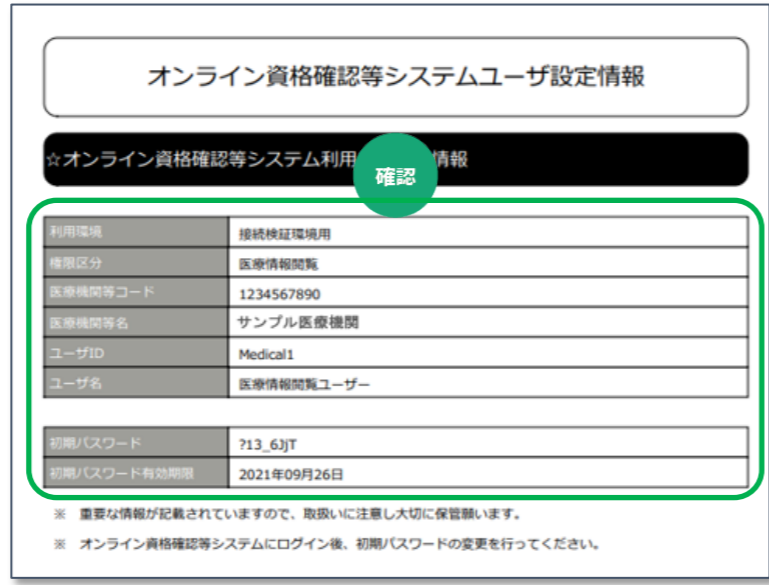 オンライン資格確認等システムユーザ設定情報
☆オンライン資格確認等システム利用 情報
確認
利用環境 接続検証環境用
権限区分 医療情報閲覧
医療機関等コード 1234567890
医療機関等名 サンプル医療機関
ユーザID Medical1
ユーザ名 医療情報閲覧ユーザー
初期パスワード ?13_6JjT
初期パスワード有効期限 2021年09月26日
※ 重要な情報が記載されていますので、取扱いに注意し大切に保管願います。
※ オンライン資格確認等システムにログイン後、初期パスワードの変更を行ってください。